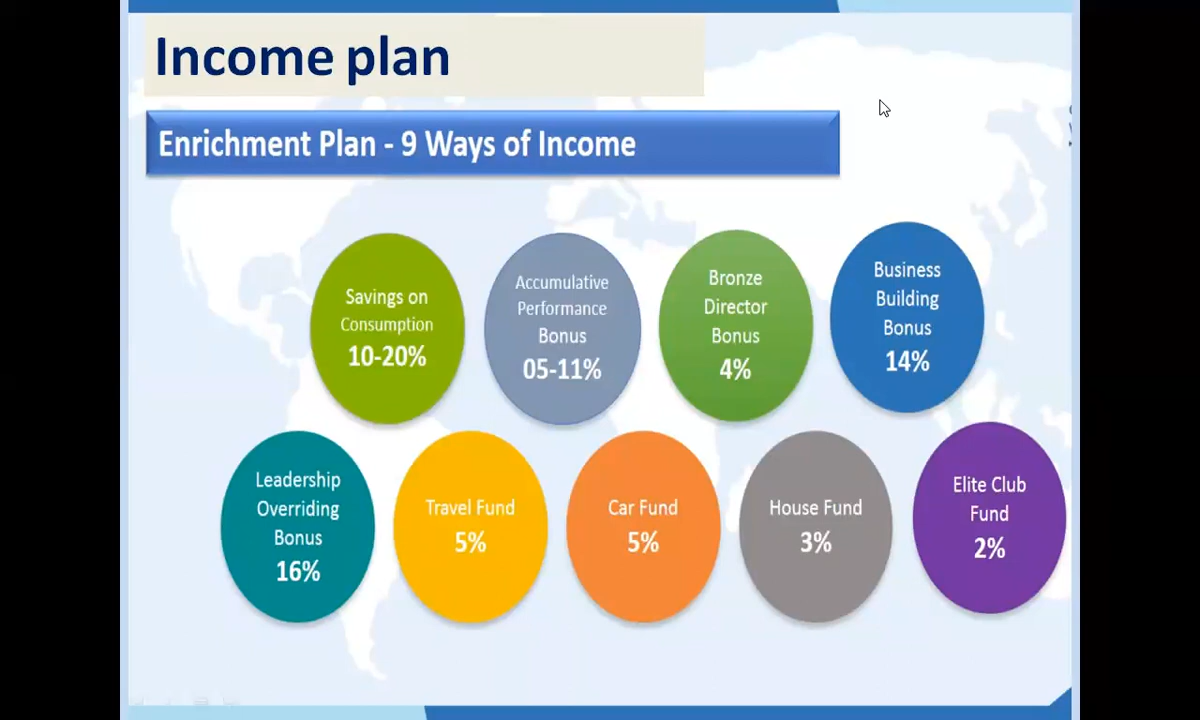 Income plan
Enrichment Plan - 9 Ways of Income
Savings on
Consumption
10-20%
Accumulative
Performance
Bonus
05-11%
Bronze
Director
Bonus
4%
Business
Building
Bonus
14%
Leadership
Overriding
Bonus
16%
Travel Fund
5%
Car Fund
5%
House Fund
3%
Elite Club
Fund
2%